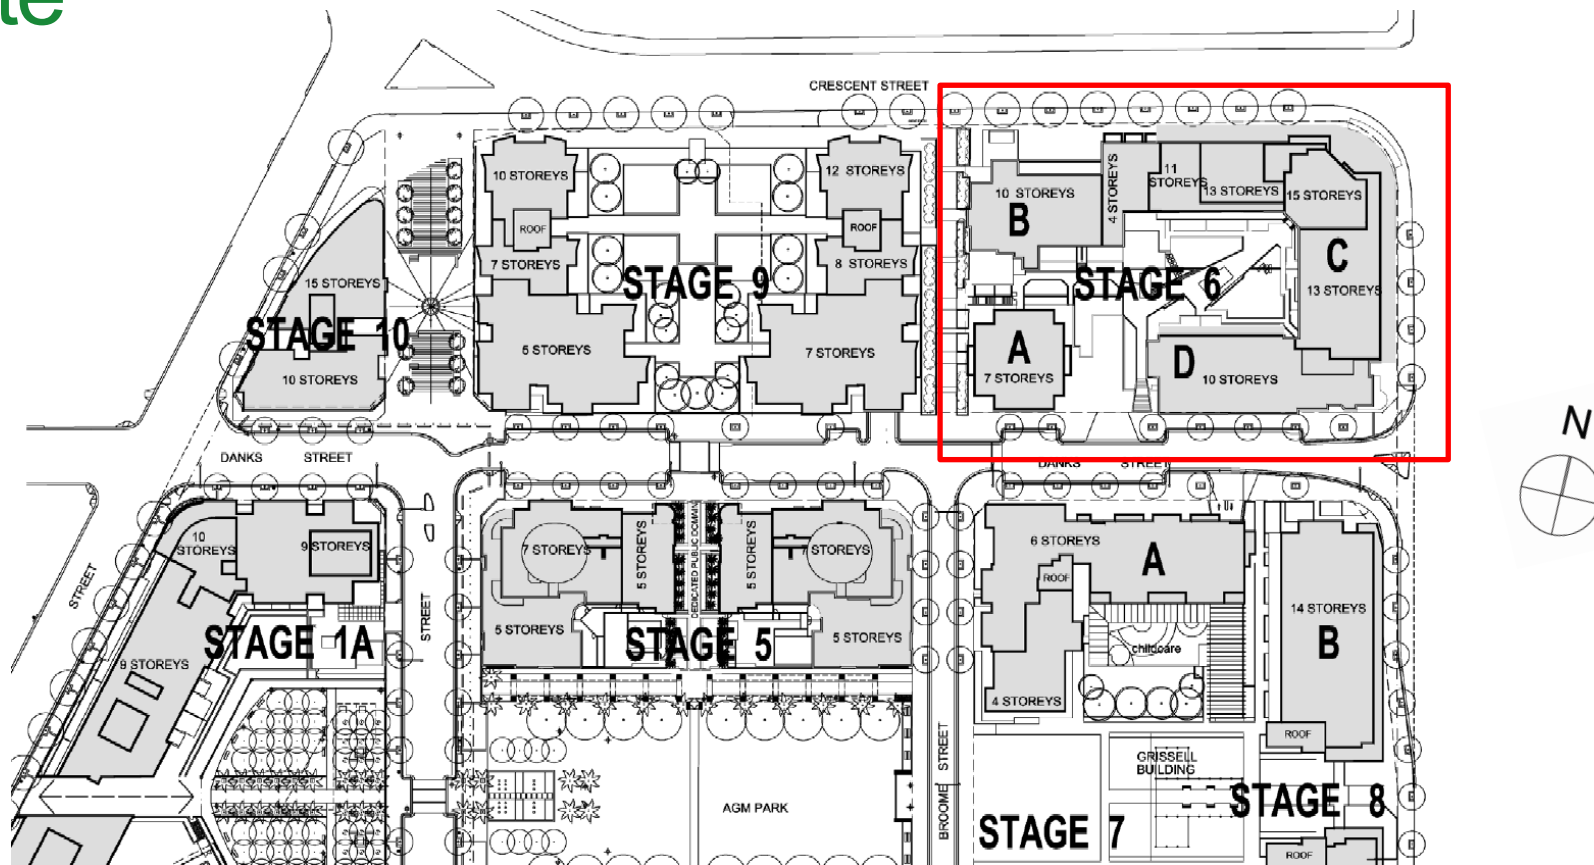 te
CRESCENT STREET
10 STOREYS
12 STOREYS
ROOF
ROOF
7 STOREYS
8 STOREYS
STAGE 9
6 STOREYS
7 STOREYS
15 STOREYS
STAGE 10
10 STOREYS
10 STOREYS
B
4 STOREYS
11
STOREYS
13 STOREYS
15 STOREYS
C
13 STOREYS
STAGE 6
A
7 STOREYS
D
10 STOREYS
N
DANKS STREET
DANKS STREET
10
STOREYS
9 STOREYS
STREET
9 STOREYS
STAGE 1A
STREET
7 STOREYS
5 STOREYS
DEDICATED PUBLIC DOMAIN
5 STOREYS
7 STOREYS
5 STOREYS
STAGE 5
5 STOREYS
6 STOREYS
A
ROOF
childcare
4 STOREYS
14 STOREYS
B
ROOF
AGM PARK
BROOME STREET
GRISSELL
BUILDING
STAGE 7
STAGE 8
ROOF